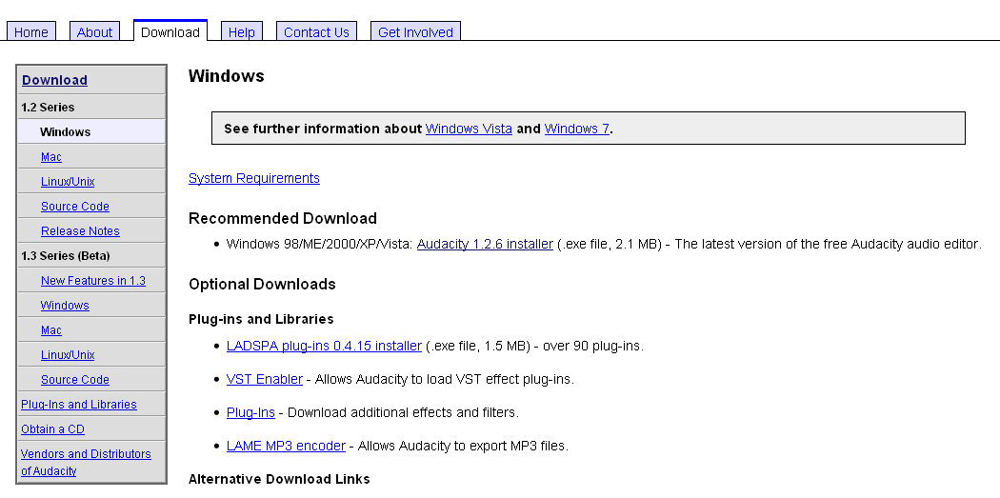 Home About Download Help Contact Us Get Involved
Download
1.2 Series
Windows
Mac
Linux/Unix
Source Code
Release Notes
1.3 Series (Beta)
New Features in 1.3
Windows
Mac
Linux/Unix
Source Code
Plug-Ins and Libraries
Obtain a CD
Vendors and Distributors
of Audacity
Windows
See further information about Windows Vista and Windows 7.
System Requirements
Recommended Download
• Windows 98/ME/2000/XP/Vista: Audacity 1.2.6 installer (.exe file, 2.1 MB) - The latest version of the free Audacity audio editor.
Optional Downloads
Plug-ins and Libraries
• LADSPA plug-ins 0.4.15 installer (.exe file, 1.5 MB) - over 90 plug-ins.
• VST Enabler - Allows Audacity to load VST effect plug-ins.
• Plug-Ins - Download additional effects and filters.
• LAME MP3 encoder - Allows Audacity to export MP3 files.
Alternative Download Links